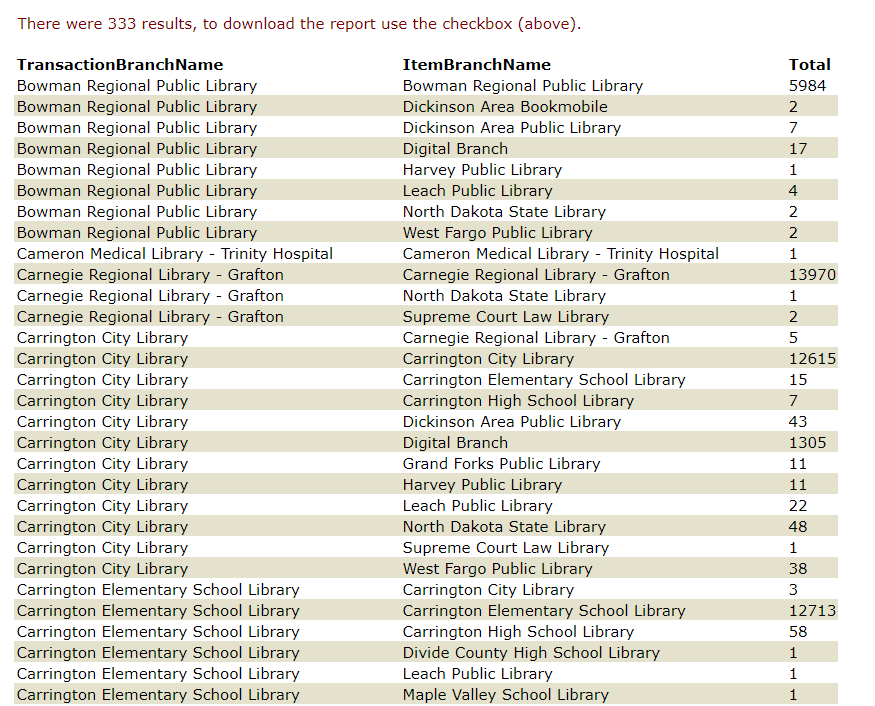 There were 333 results, to download the report use the checkbox (above).
TransactionBranchName ItemBranchName Total
Bowman Regional Public Library Bowman Regional Public Library 5984
Bowman Regional Public Library Dickinson Area Bookmobile 2
Bowman Regional Public Library Dickinson Area Public Library 7
Bowman Regional Public Library Digital Branch 17
Bowman Regional Public Library Harvey Public Library 1
Bowman Regional Public Library Leach Public Library 4
Bowman Regional Public Library North Dakota State Library 2
Bowman Regional Public Library West Fargo Public Library 2
Cameron Medical Library - Trinity Hospital Cameron Medical Library - Trinity Hospital 1
Carnegie Regional Library - Grafton Carnegie Regional Library - Grafton 13970
Carnegie Regional Library - Grafton North Dakota State Library 1
Carnegie Regional Library - Grafton Supreme Court Law Library 2
Carrington City Library Carnegie Regional Library - Grafton 5
Carrington City Library Carrington City Library 12615
Carrington City Library Carrington Elementary School Library 15
Carrington City Library Carrington High School Library 7
Carrington City Library Dickinson Area Public Library 43
Carrington City Library Digital Branch 1305
Carrington City Library Grand Forks Public Library 11
Carrington City Library Harvey Public Library 11
Carrington City Library Leach Public Library 22
Carrington City Library North Dakota State Library 48
Carrington City Library Supreme Court Law Library 1
Carrington City Library West Fargo Public Library 38
Carrington Elementary School Library Carrington City Library 3
Carrington Elementary School Library Carrington Elementary School Library 12713
Carrington Elementary School Library Carrington High School Library 58
Carrington Elementary School Library Divide County High School Library 1
Carrington Elementary School Library Leach Public Library 1
Carrington Elementary School Library Maple Valley School Library 1